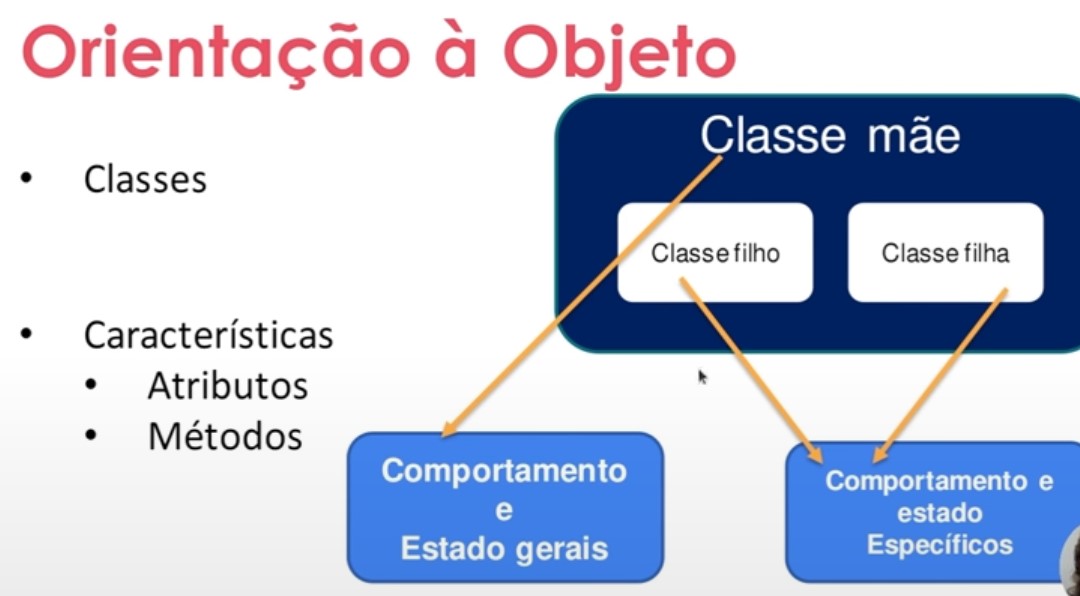 Orientação à Objeto
Classes
Características
Atributos
Métodos
Classe mãe
Classe filho
Classe filha
Comportamento
e
Estado gerais
Comportamento e
estado
Específicos